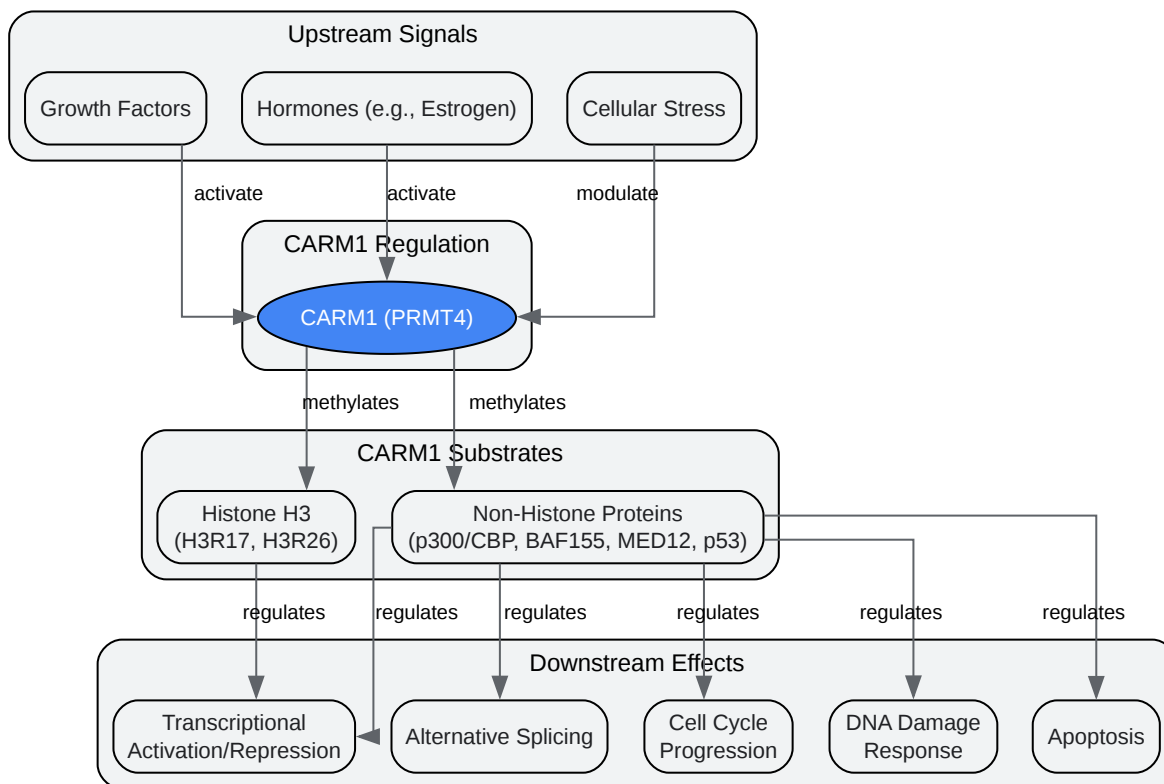 Upstream Signals
Growth Factors
Hormones (e.g., Estrogen)
Cellular Stress
activate
activate
modulate
CARM1 Regulation
CARM1 (PRMT4)
methylates
methylates
CARM1 Substrates
Histone H3
(H3R17, H3R26)
Non-Histone Proteins
(p300/CBP, BAF155, MED12, p53)
regulates
regulates
regulates
regulates
regulates
regulates
Downstream Effects
Transcriptional
Activation/Repression
Alternative Splicing
Cell Cycle
Progression
DNA Damage
Response
Apoptosis